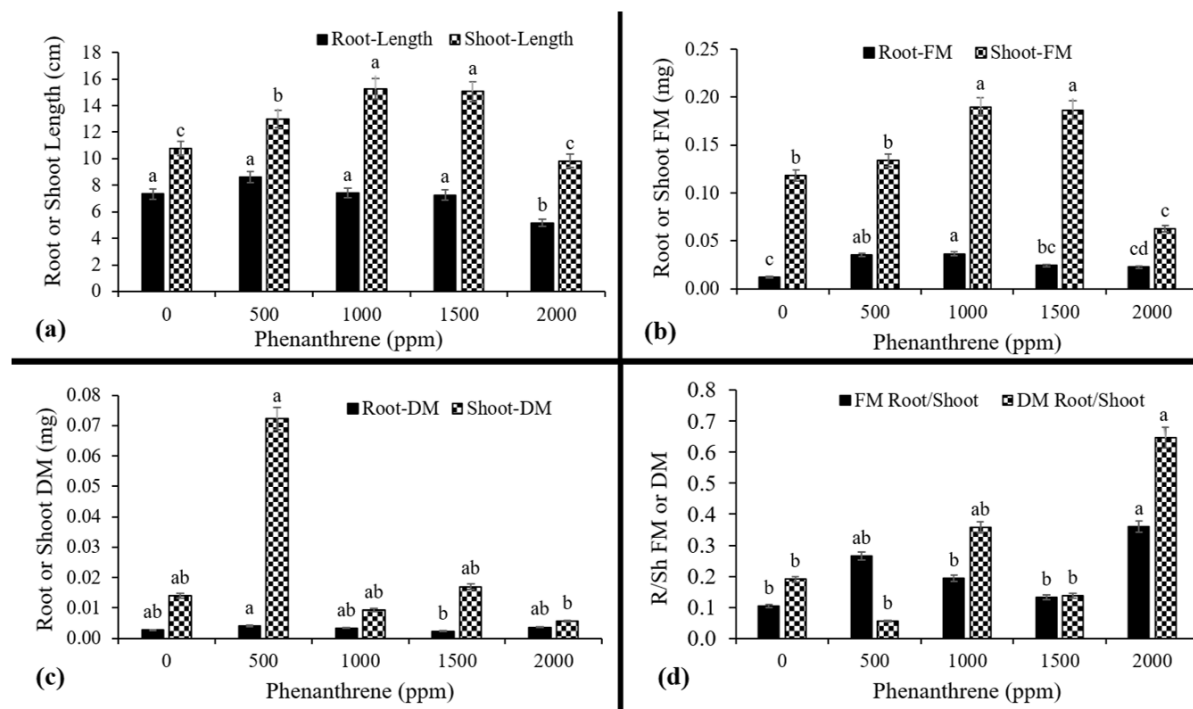 Root-Length Shoot-Length
Root or Shoot Length (cm)
18
16
14
12
10
8
6
4
2
0
a c a b a a a a b c
0 500 1000 1500 2000
Phenanthrene (ppm)
(a)
Root-FM Shoot-FM
Root or Shoot FM (mg)
0.25
0.20
0.15
0.10
0.05
0.00
c b ab b a a bc a cd c
0 500 1000 1500 2000
Phenanthrene (ppm)
(b)
Root-DM Shoot-DM
Root or Shoot DM (mg)
0.08
0.07
0.06
0.05
0.04
0.03
0.02
0.01
0.00
ab ab a a ab ab b ab ab b
0 500 1000 1500 2000
Phenanthrene (ppm)
(c)
FM Root/Shoot DM Root/Shoot
R/Sh FM or DM
0.8
0.7
0.6
0.5
0.4
0.3
0.2
0.1
0.0
b b ab b b ab b b a a
0 500 1000 1500 2000
Phenanthrene (ppm)
(d)